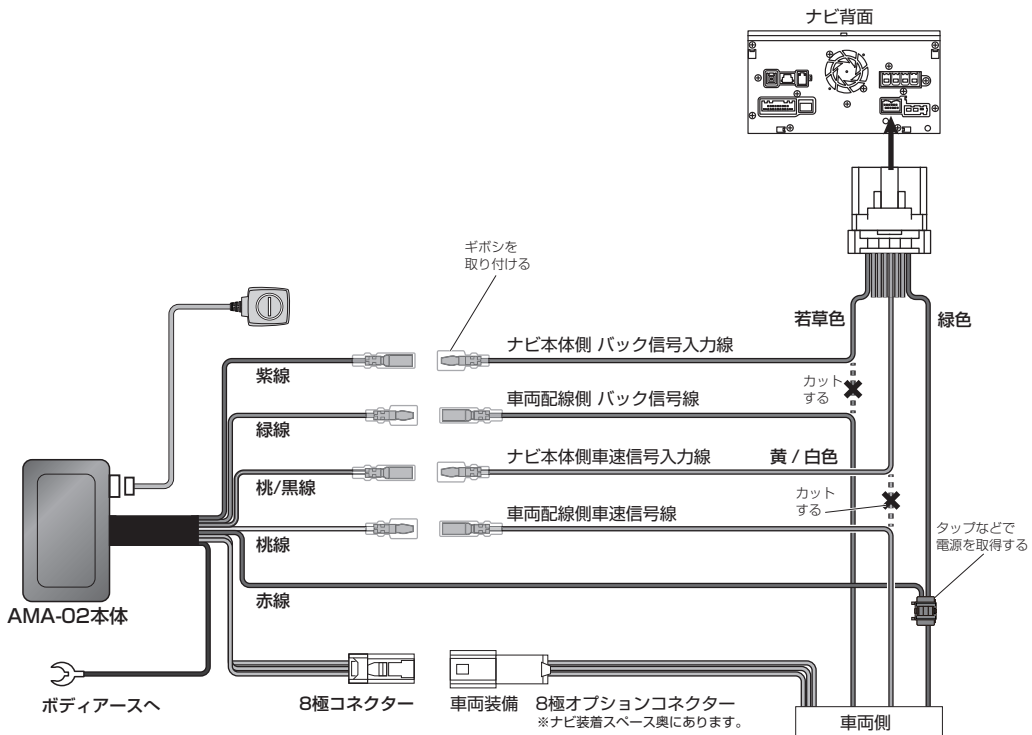 ナビ背面
ギボシを
取り付ける
若草色
緑色
ナビ本体側 バック信号入力線
紫線
カット
する
車両配線側 バック信号線
緑線
ナビ本体側車速信号入力線
黄 / 白色
桃/黒線
カット
する
車両配線側車速信号線
タップなどで
電源を取得する
桃線
赤線
AMA-02本体
ボディアースへ
8極コネクター
車両装備 8極オプションコネクター
※ナビ装着スペース奥にあります。
車両側